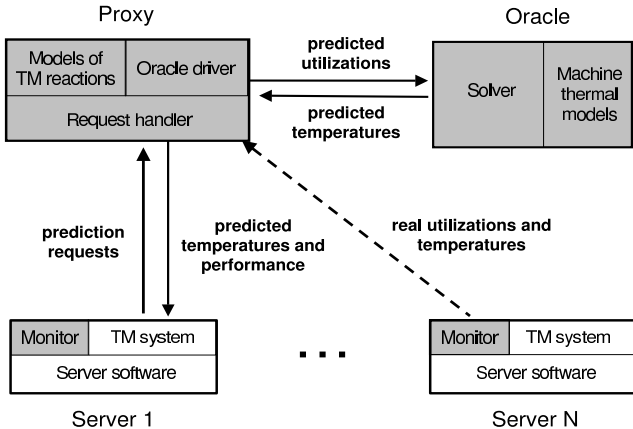 Proxy
Oracle
Models of
TM reactions
Oracle driver
Request handler
predicted
utilizations
predicted
temperatures
Solver
Machine
thermal
models
prediction
requests
predicted
temperatures and
performance
real utilizations and
temperatures
Monitor
TM system
Server software
Server 1
. . .
Monitor
TM system
Server software
Server N